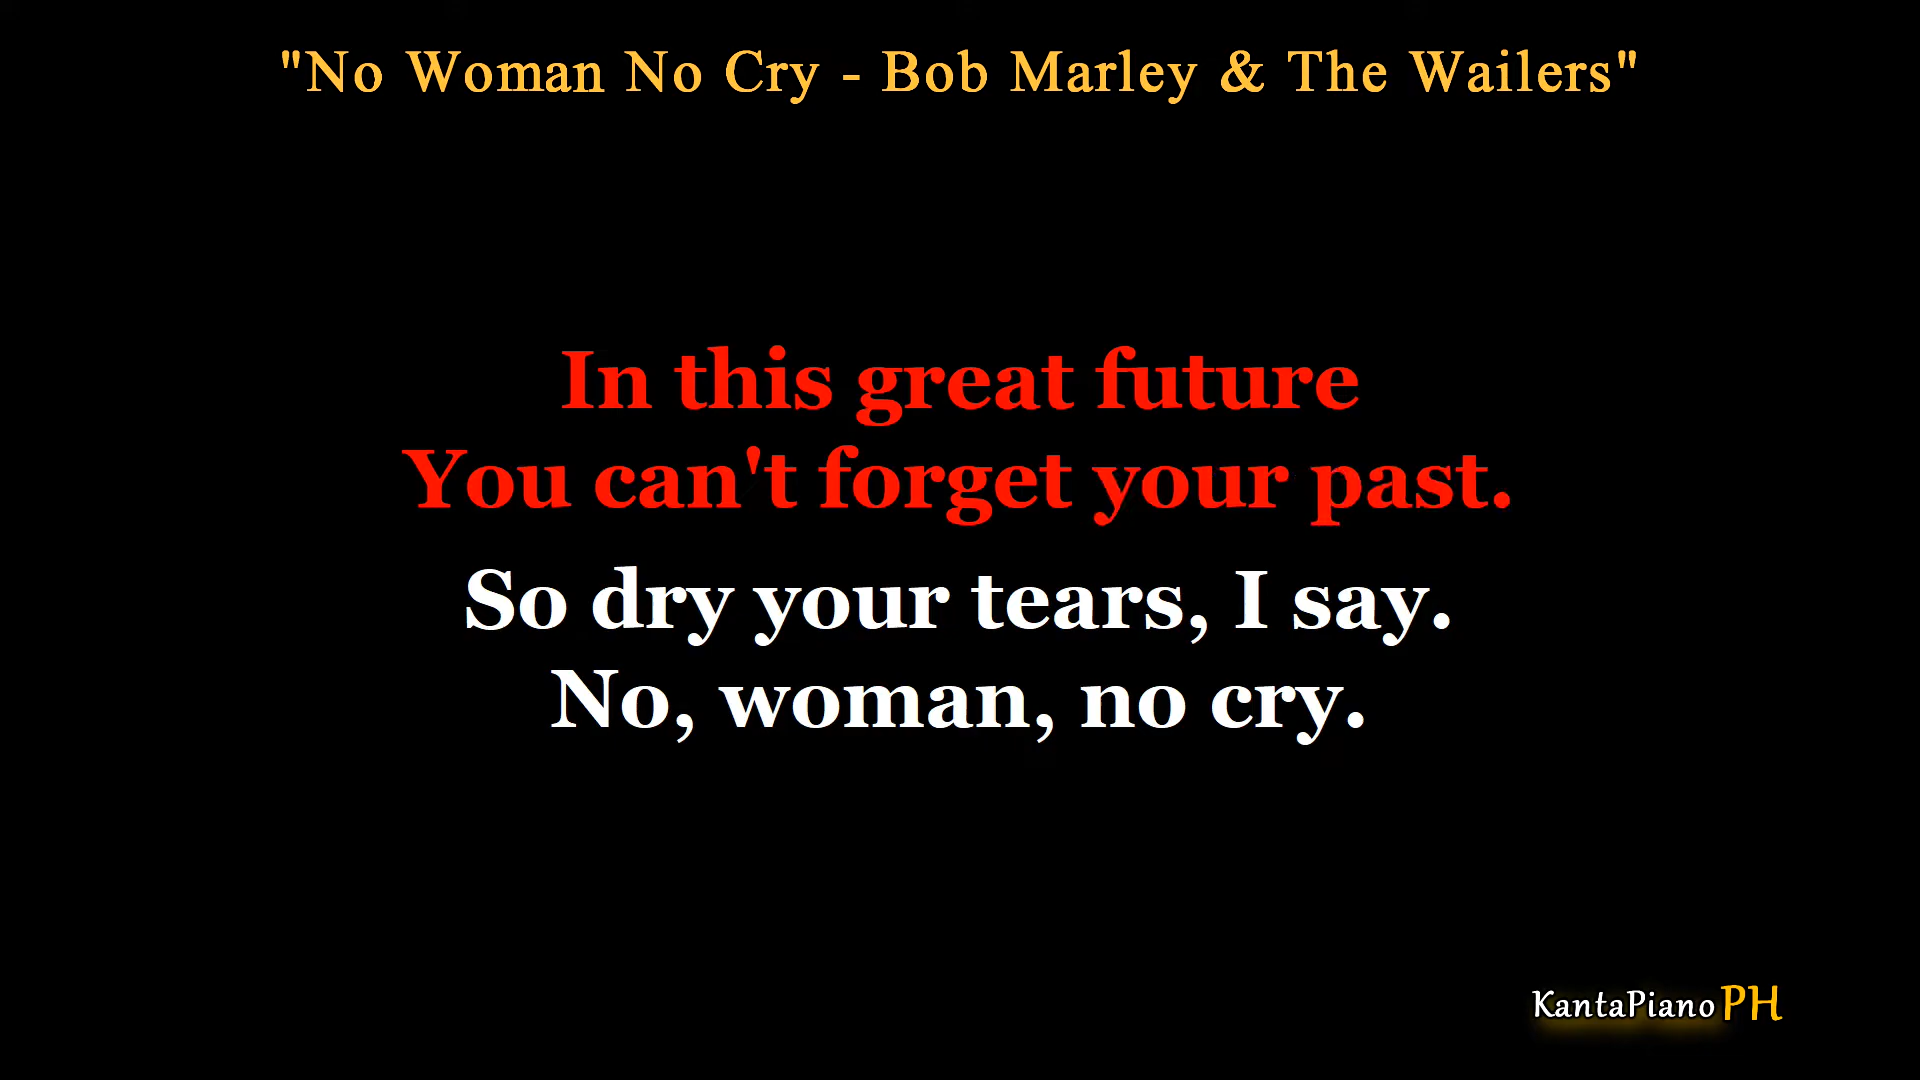 "No Woman No Cry - Bob Marley & The Wailers"
In this great future
You can't forget your past.
So dry your tears, I say.
No, woman, no cry.
KantaPiano PH